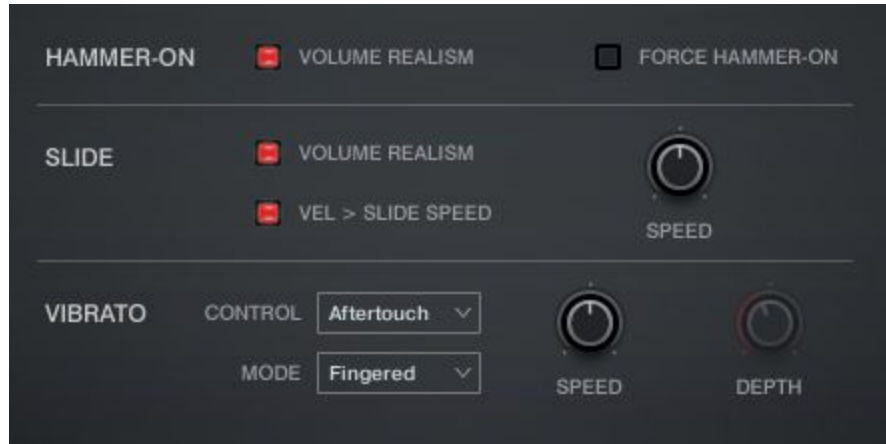 HAMMER-ON VOLUME REALISM FORCE HAMMER-ON
SLIDE VOLUME REALISM
VEL > SLIDE SPEED
SPEED
VIBRATO CONTROL Aftertouch
MODE Fingered
SPEED DEPTH